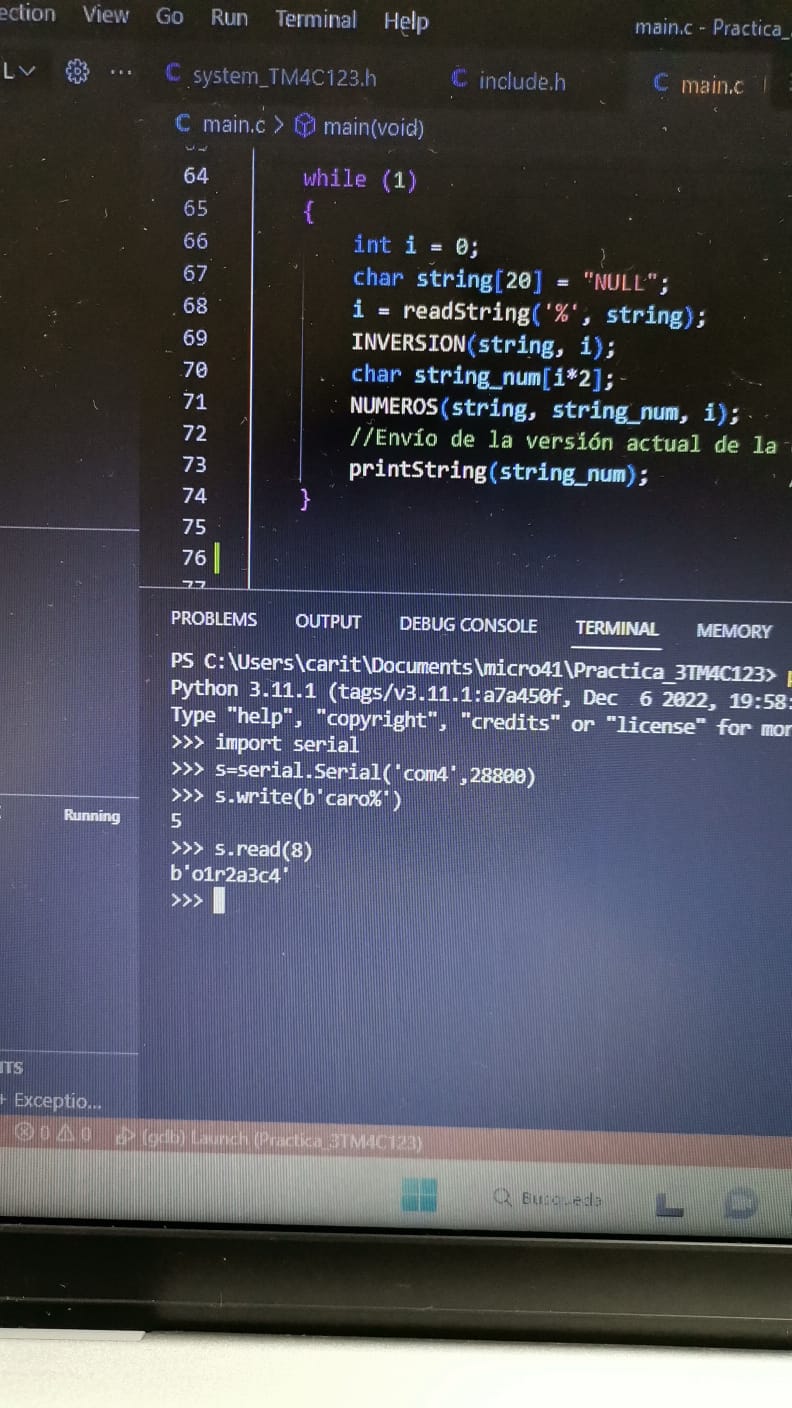 ection View Go Run Terminal Help main.c - Practica_
L ... C system_TM4C123.h C include.h C main.c
C main.c > main(void)
64 while (1)
65 {
66 int i = 0;
67 char string[20] = "NULL";
68 i = readString('%', string);
69 INVERSION(string, i);
70 char string_num[i*2];
71 NUMEROS(string, string_num, i);
72 //Envío de la versión actual de la
73 printString(string_num);
74 }
75
76
77
PROBLEMS OUTPUT DEBUG CONSOLE TERMINAL MEMORY
PS C:\Users\carit\Documents\micro41\Practica_3TM4C123>
Python 3.11.1 (tags/v3.11.1:a7a450f, Dec 6 2022, 19:58:
Type "help", "copyright", "credits" or "license" for mor
>>> import serial
>>> s=serial.Serial('com4',28800)
>>> s.write(b'caro%')
Running
5
>>> s.read(8)
b'o1r2a3c4'
>>>
ITS
+ Exceptio...
0 0 (gdb) Launch (Practica_3TM4C123)
Búsqueda